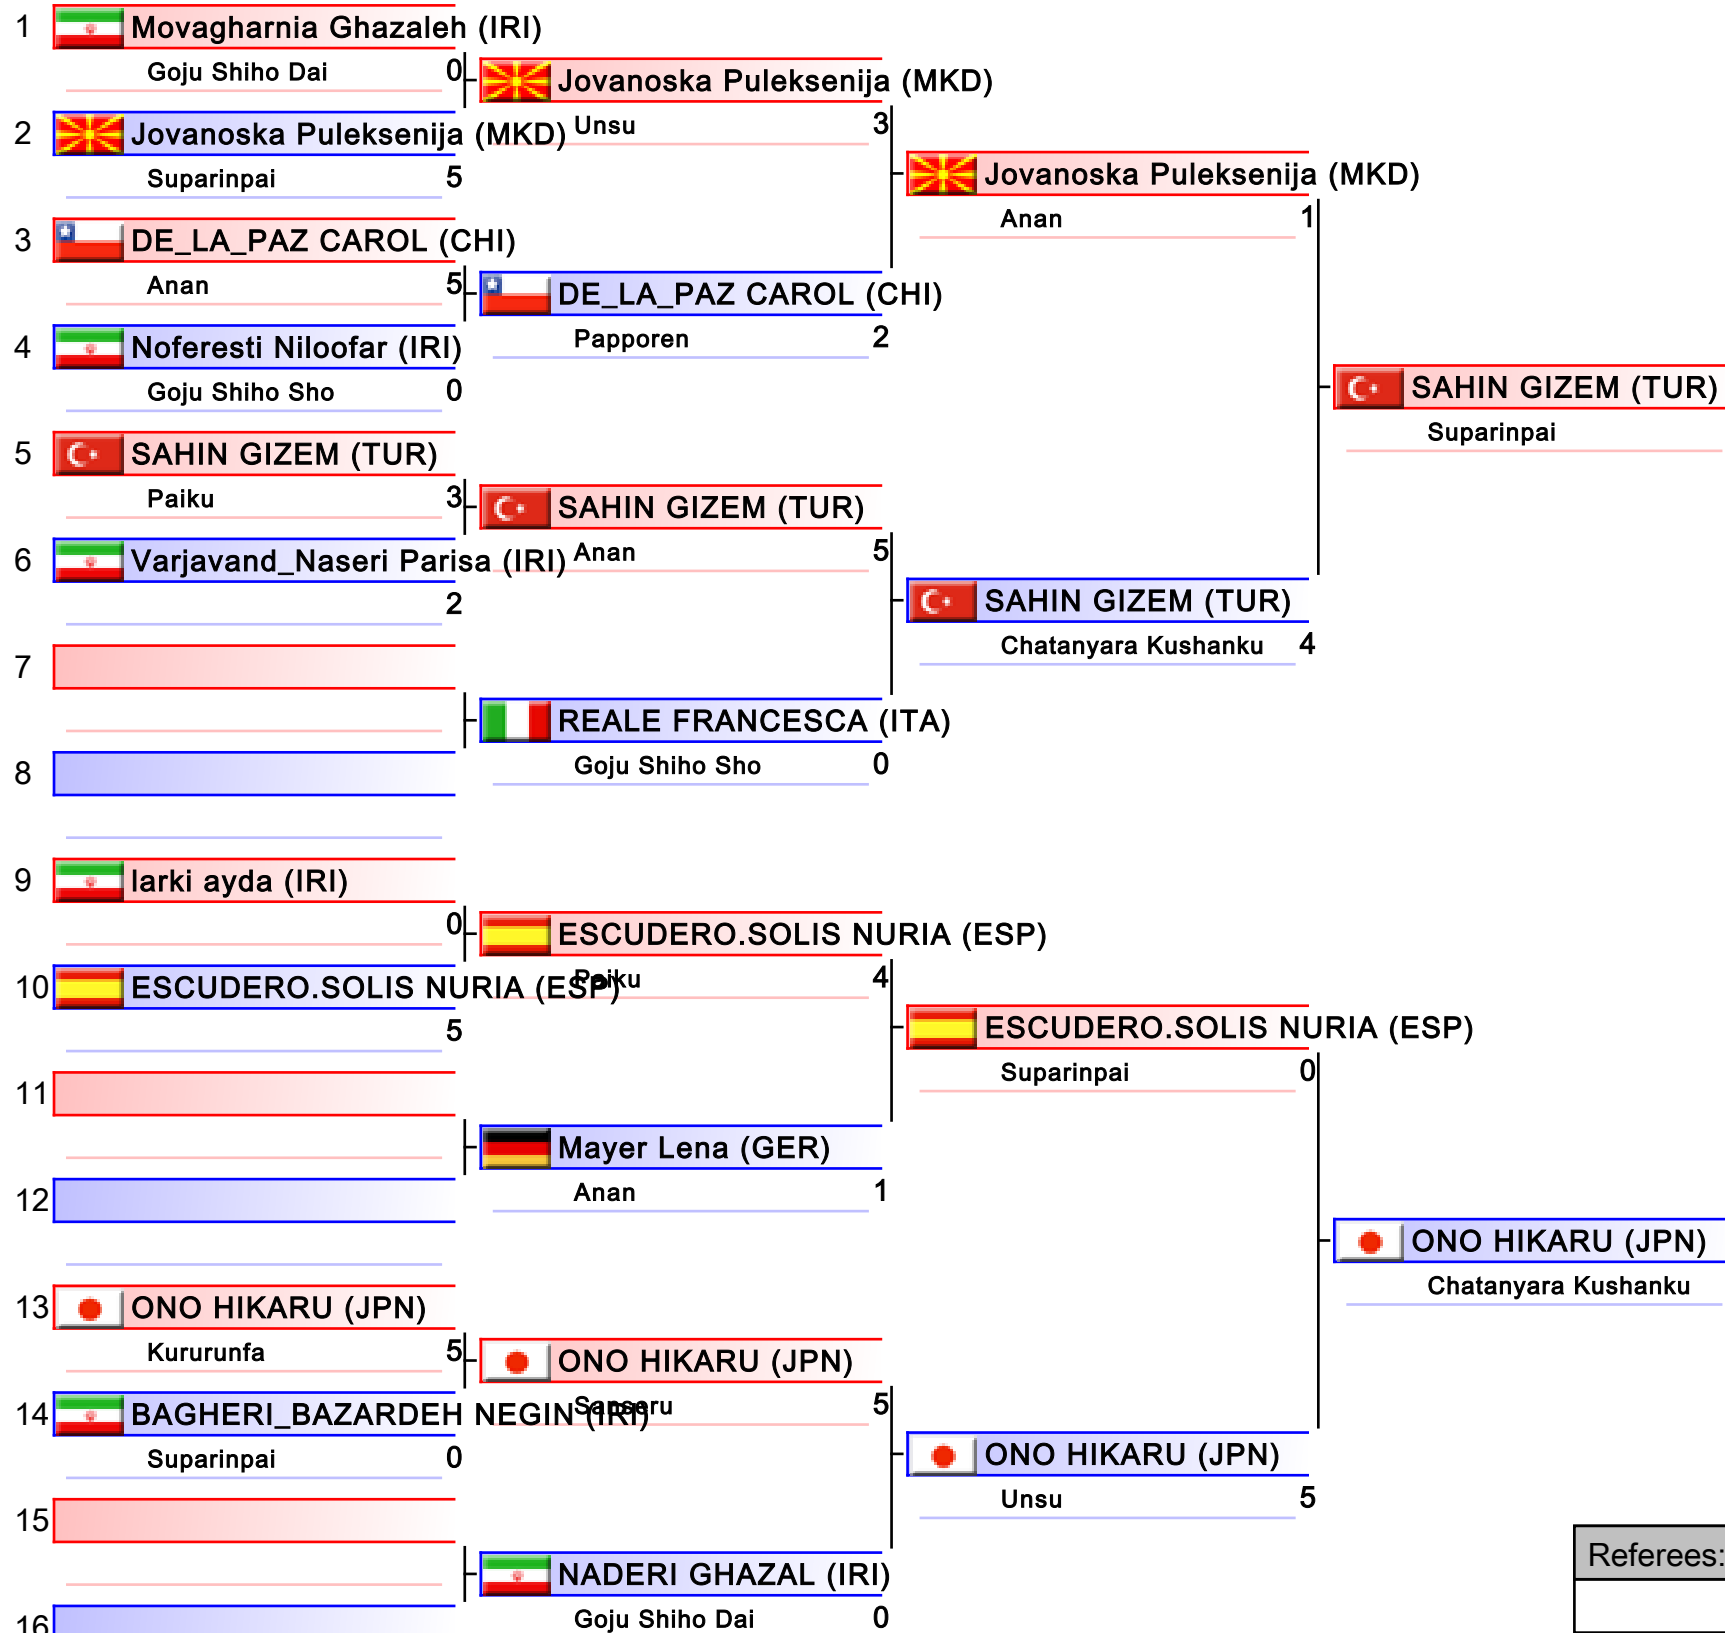 1 Movagharnia Ghazaleh (IRI)
Goju Shiho Dai 0
2 Jovanoska Puleksenija (MKD)
Suparinpai 5
3 DE_LA_PAZ CAROL (CHI)
Anan 5
4 Noferesti Niloofar (IRI)
Goju Shiho Sho 0
5 SAHIN GIZEM (TUR)
Paiku 3
6 Varjavand_Naseri Parisa (IRI)
2
7
8
9 larki ayda (IRI)
0
10 ESCUDERO.SOLIS NURIA (ESP)
5
11
12
13 ONO HIKARU (JPN)
Kururunfa 5
14 BAGHERI_BAZARDEH NEGIN (IRI)
Suparinpai 0
15
16
Jovanoska Puleksenija (MKD)
Unsu 3
DE_LA_PAZ CAROL (CHI)
Papporen 2
SAHIN GIZEM (TUR)
Anan 5
REALE FRANCESCA (ITA)
Goju Shiho Sho 0
ESCUDERO.SOLIS NURIA (ESP)
Paiku 4
Mayer Lena (GER)
Anan 1
ONO HIKARU (JPN)
Sanseru 5
NADERI GHAZAL (IRI)
Goju Shiho Dai 0
Jovanoska Puleksenija (MKD)
Anan 1
SAHIN GIZEM (TUR)
Chatanyara Kushanku 4
ESCUDERO.SOLIS NURIA (ESP)
Suparinpai 0
ONO HIKARU (JPN)
Unsu 5
SAHIN GIZEM (TUR)
Suparinpai
ONO HIKARU (JPN)
Chatanyara Kushanku
Referees: